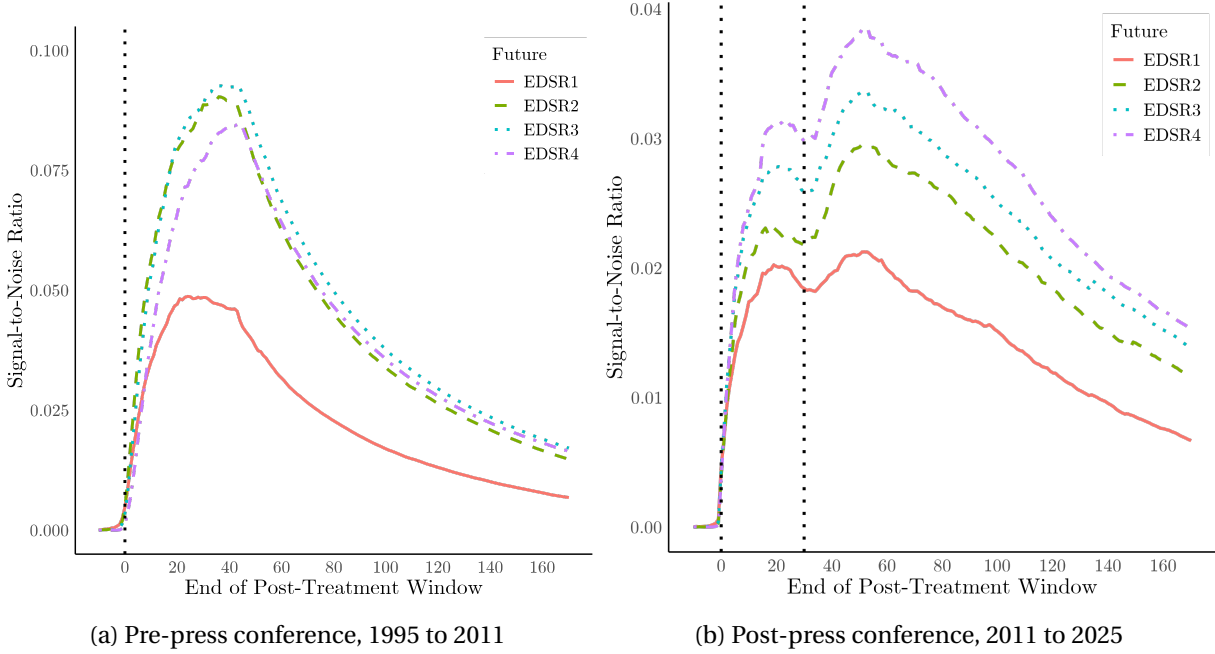 0.100
0.075
0.050
0.025
0.000
Signal-to-Noise Ratio
0 20 40 60 80 100 120 140 160
End of Post-Treatment Window
Future
EDSR1
EDSR2
EDSR3
EDSR4
(a) Pre-press conference, 1995 to 2011
0.04
0.03
0.02
0.01
0.00
Signal-to-Noise Ratio
0 20 40 60 80 100 120 140 160
End of Post-Treatment Window
Future
EDSR1
EDSR2
EDSR3
EDSR4
(b) Post-press conference, 2011 to 2025